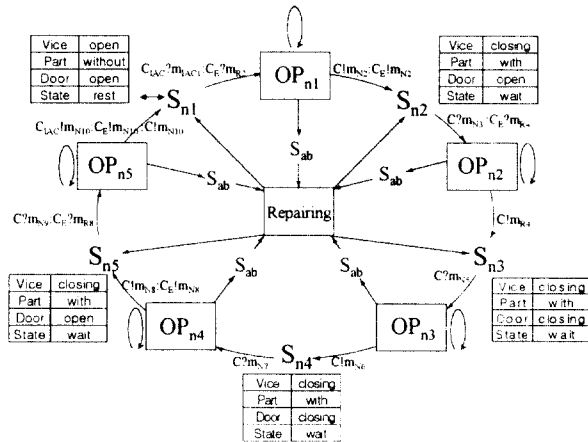 Vice open
Part without
Door open
State rest
C_IAC?m_IAC1:C_E?m_R2
OP_n1
C!m_N2:C_E!m_N2
Vice closing
Part with
Door open
State wait
S_n1
S_n2
C_IAC!m_N10:C_E!m_N10:C!m_N10
C?m_N3:C_E?m_R4
S_ab
OP_n5
OP_n2
S_ab
S_ab
Repairing
C?m_N9:C_E?m_R8
C!m_R4
S_n5
S_n3
Vice closing
Part with
Door open
State wait
C!m_N8:C_E!m_N8
S_ab
S_ab
C?m_N5
Vice closing
Part with
Door closing
State wait
OP_n4
OP_n3
C?m_N7
S_n4
C!m_N6
Vice closing
Part with
Door closing
State wait